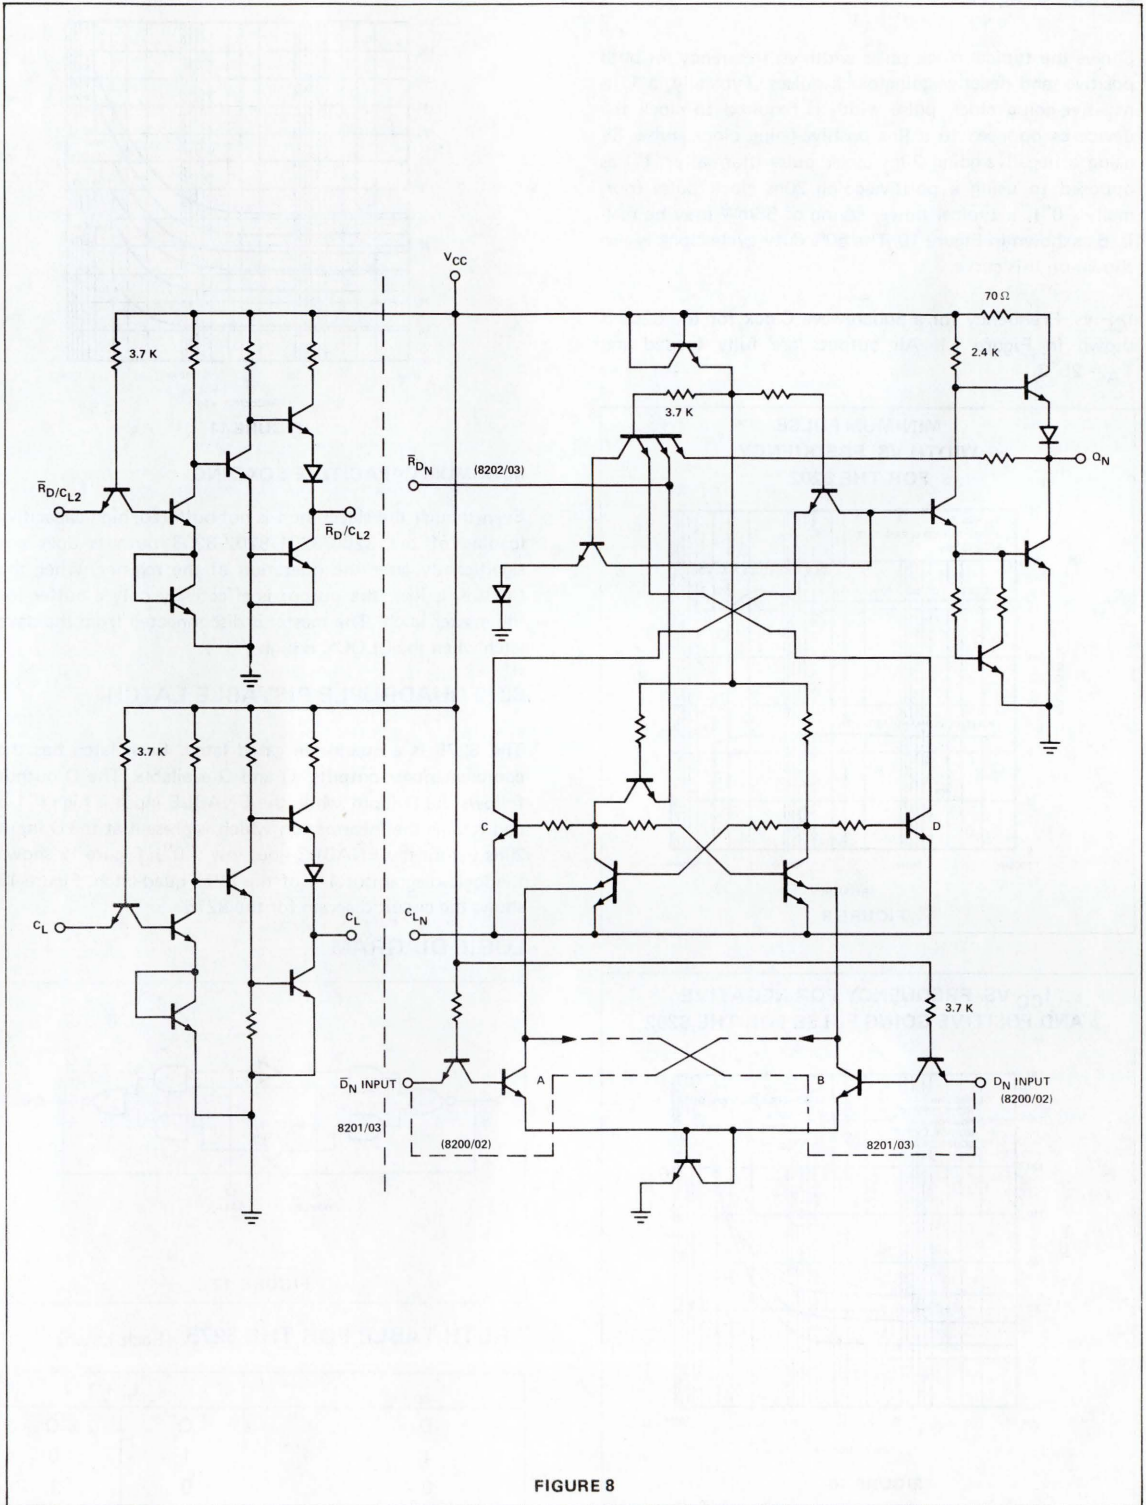 VCC
70 Ω
3.7 K
2.4 K
3.7 K
R̅D/CL2
R̅D/CL2
R̅DN (8202/03)
QN
3.7 K
C
D
CL
CL
CLN
3.7 K
D̅N INPUT
A
B
DN INPUT
(8200/02)
8201/03
(8200/02)
8201/03)
FIGURE 8